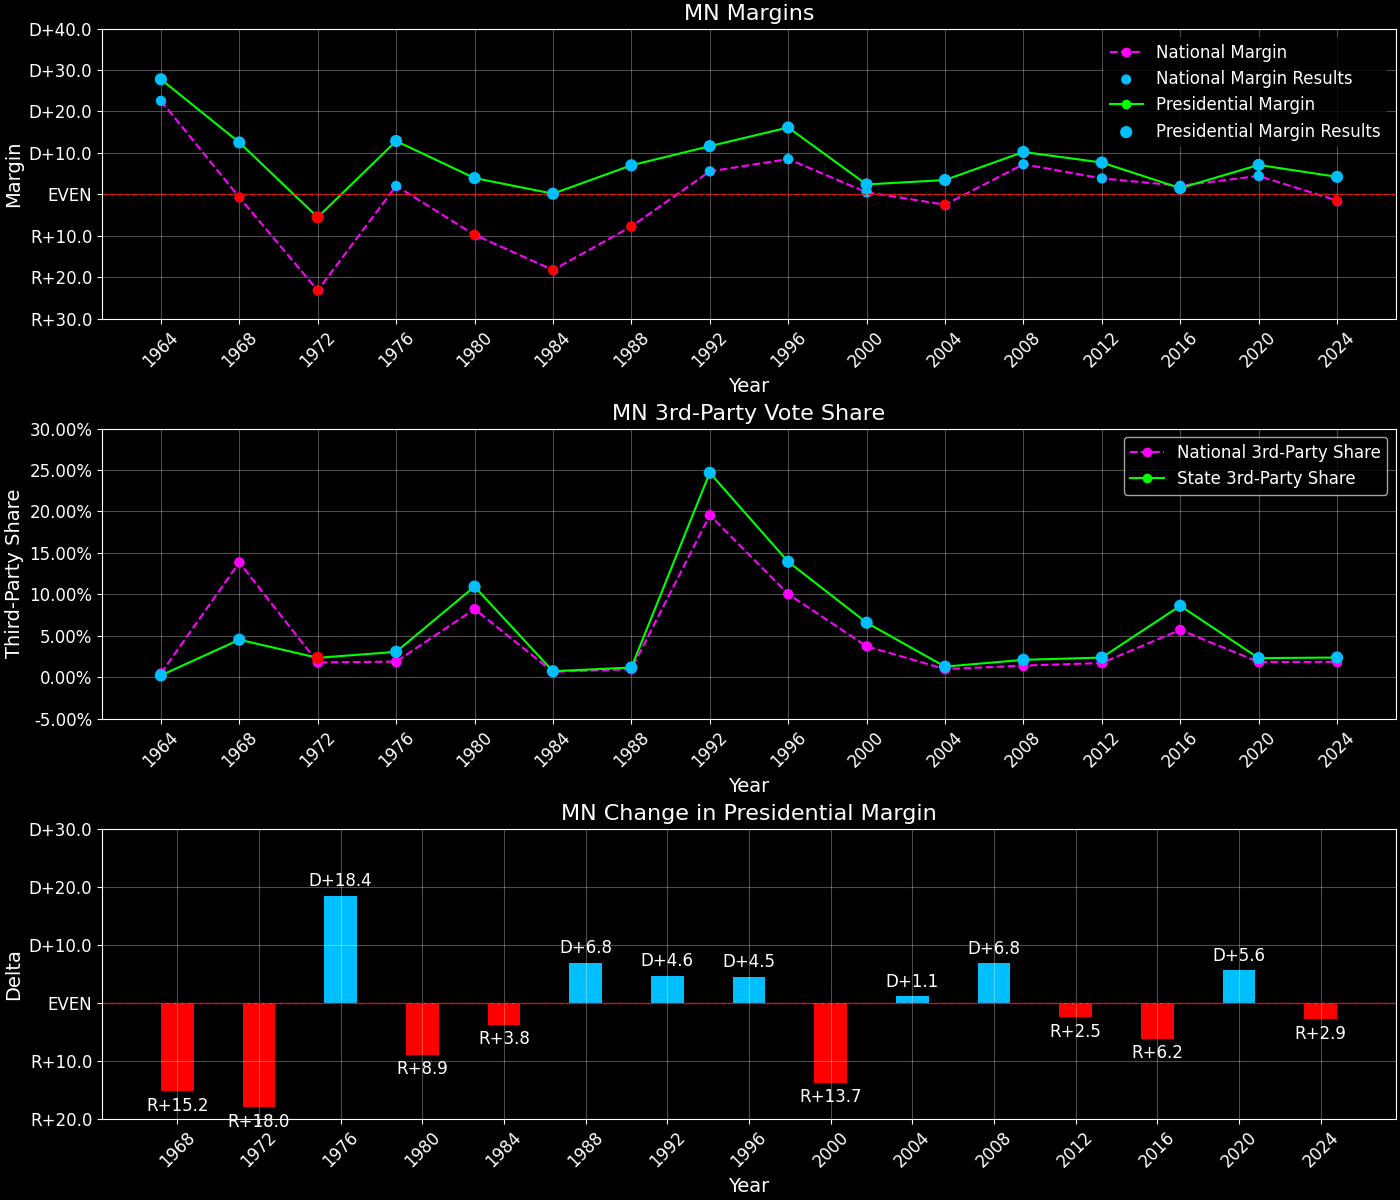 MN Margins
D+40.0
D+30.0
D+20.0
D+10.0
EVEN
R+10.0
R+20.0
R+30.0
Margin
National Margin
National Margin Results
Presidential Margin
Presidential Margin Results
1964 1968 1972 1976 1980 1984 1988 1992 1996 2000 2004 2008 2012 2016 2020 2024
Year
MN 3rd-Party Vote Share
30.00%
25.00%
20.00%
15.00%
10.00%
5.00%
0.00%
-5.00%
Third-Party Share
National 3rd-Party Share
State 3rd-Party Share
1964 1968 1972 1976 1980 1984 1988 1992 1996 2000 2004 2008 2012 2016 2020 2024
Year
MN Change in Presidential Margin
D+30.0
D+20.0
D+10.0
EVEN
R+10.0
R+20.0
Delta
R+15.2
R+18.0
D+18.4
R+8.9
R+3.8
D+6.8
D+4.6
D+4.5
R+13.7
D+1.1
D+6.8
R+2.5
R+6.2
D+5.6
R+2.9
1968 1972 1976 1980 1984 1988 1992 1996 2000 2004 2008 2012 2016 2020 2024
Year